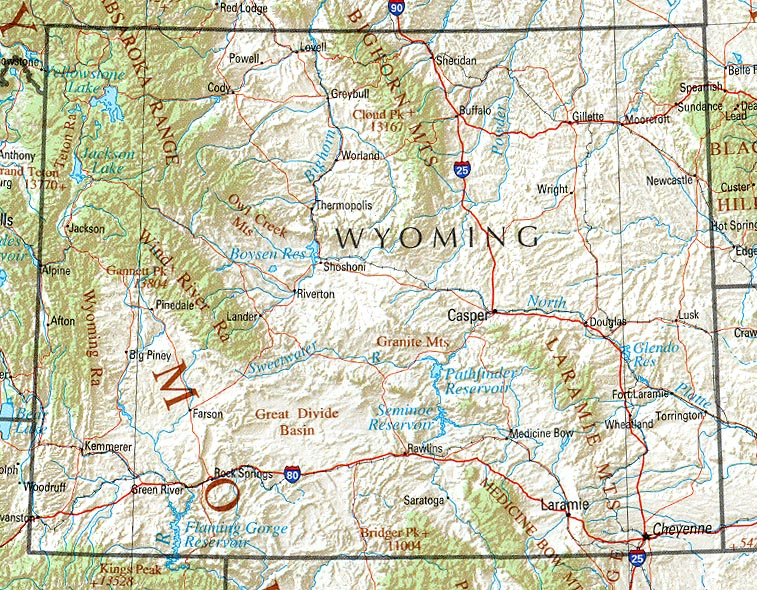 90
Red Lodge
Y
ABSAROKA RANGE
BIGHORN MTS
Lovell
Powell
Sheridan
Yellowstone
Lake
Cody
Greybull
Belle F
Spearfish
Sundance
Dea
Lead
Buffalo
Cloud Pk
13167
Powder
Gillette
Moorcroft
Teton Ra
Anthony
Grand Teton
13770
Jackson
Lake
Bighorn
Worland
25
BLAC
HILL
Newcastle
Custer
Wright
Owl Creek
Mts
Thermopolis
Hot Spring
Edge
Jackson
WYOMING
Boysen Res
Shoshoni
Alpine
Wind River Ra
Gannett Pk
13804
Riverton
Pinedale
Lander
Casper
North
Douglas
Lusk
Afton
Wyoming Ra
Big Piney
Granite Mts
Sweetwater
R
Glendo
Res
Craw
Pathfinder
Reservoir
LARAMIE MTS
Fort Laramie
Platte
Torrington
M
Bear
Lake
Farson
Great Divide
Basin
Seminoe
Reservoir
Wheatland
Medicine Bow
Kemmerer
Rawlins
Rock Springs
80
Woodruff
Green River
O
Saratoga
MEDICINE BOW MTS
Laramie
Evanston
Flaming Gorge
Reservoir
R
Bridger Pk
11004
Cheyenne
25
Kings Peak
13528